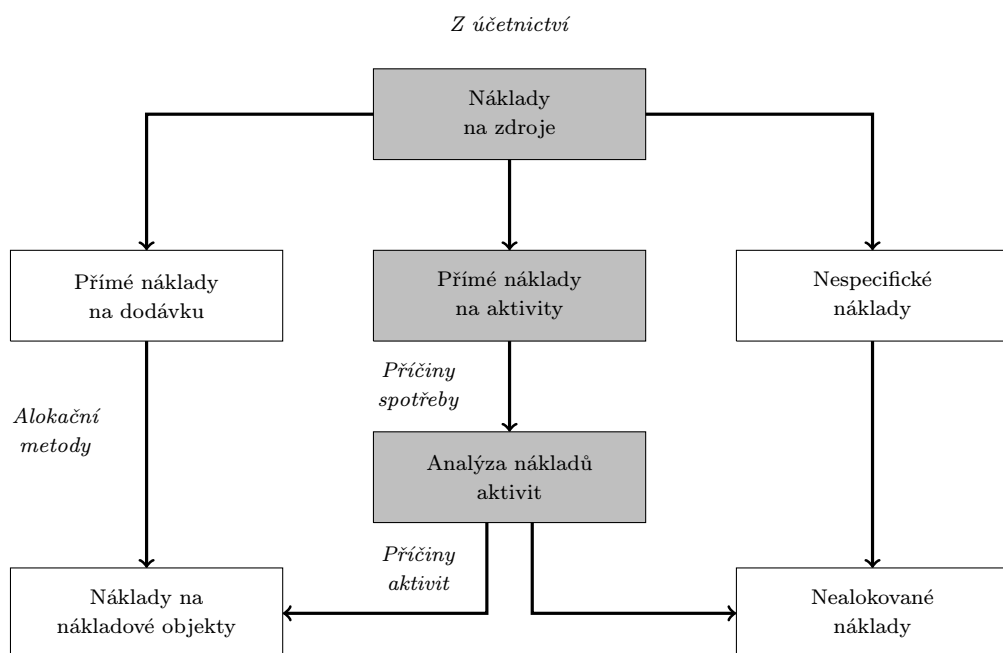 Z účetnictví
Náklady
na zdroje
Přímé náklady
na dodávku
Přímé náklady
na aktivity
Nespecifické
náklady
Příčiny
spotřeby
Alokační
metody
Analýza nákladů
aktivit
Příčiny
aktivit
Náklady na
nákladové objekty
Nealokované
náklady